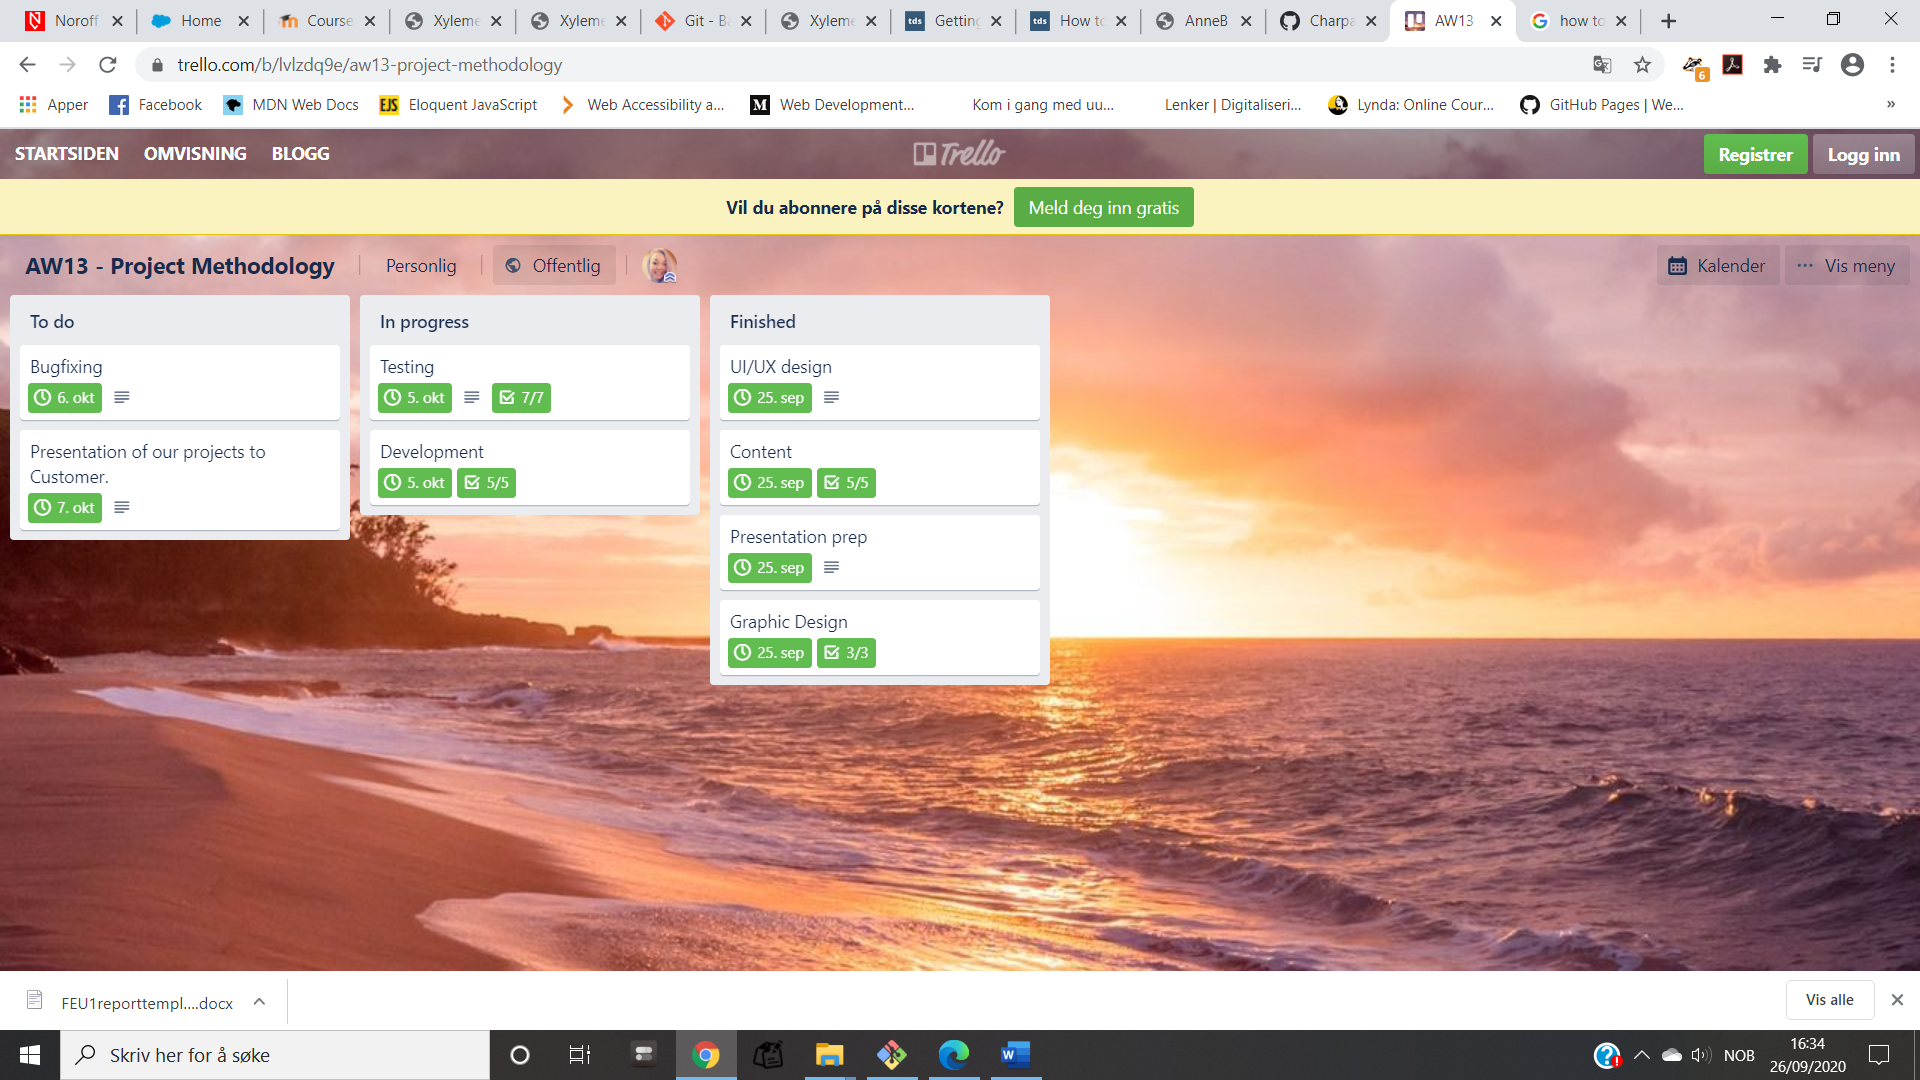 Noroff
Home
Course
Xyleme
Xyleme
Git - Ba
Xyleme
Getting
How to
AnneB
Charpa
AW13
how to
trello.com/b/lvlzdq9e/aw13-project-methodology
6
Apper
Facebook
MDN Web Docs
EJS
Eloquent JavaScript
Web Accessibility a...
Web Development...
Kom i gang med uu...
Lenker | Digitaliseri...
Lynda: Online Cour...
GitHub Pages | We...
»
STARTSIDEN OMVISNING BLOGG
Trello
Registrer
Logg inn
Vil du abonnere på disse kortene? Meld deg inn gratis
AW13 - Project Methodology
Personlig
Offentlig
Kalender
Vis meny
To do
Bugfixing
6. okt
Presentation of our projects to
Customer.
7. okt
In progress
Testing
5. okt 7/7
Development
5. okt 5/5
Finished
UI/UX design
25. sep
Content
25. sep 5/5
Presentation prep
25. sep
Graphic Design
25. sep 3/3
FEU1reporttempl....docx
Vis alle
Skriv her for å søke
NOB
16:34
26/09/2020